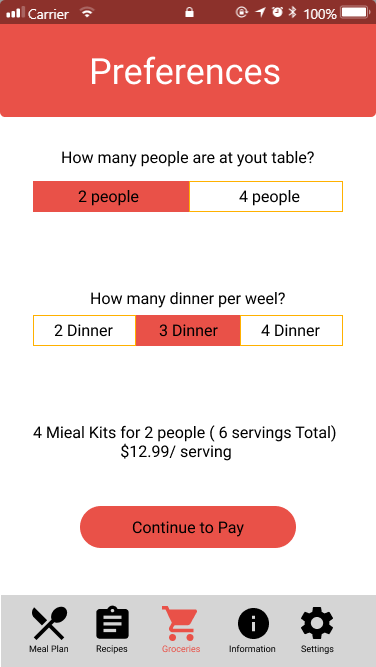 Carrier 100%
Preferences
How many people are at yout table?
2 people 4 people
How many dinner per weel?
2 Dinner 3 Dinner 4 Dinner
4 Mieal Kits for 2 people ( 6 servings Total)
$12.99/ serving
Continue to Pay
Meal Plan Recipes Groceries Information Settings